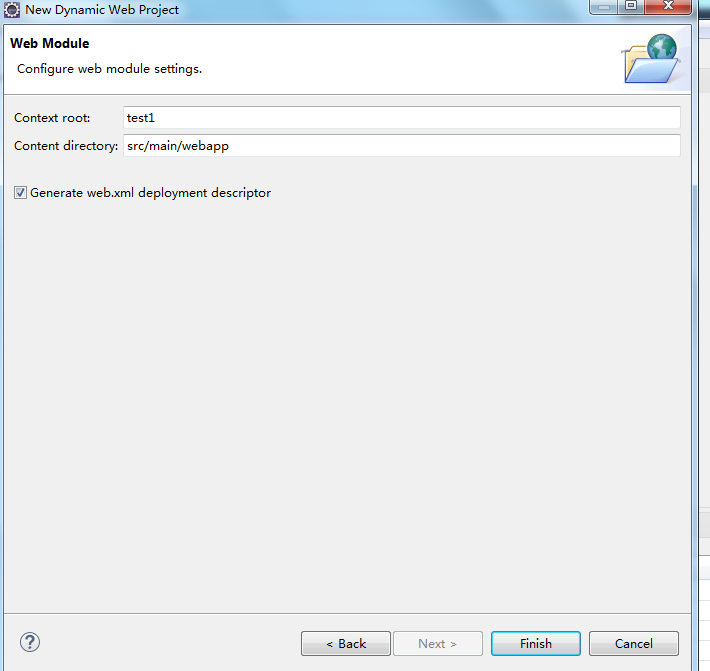 New Dynamic Web Project
Web Module
Configure web module settings.
Context root: test1
Content directory: src/main/webapp
Generate web.xml deployment descriptor
? < Back Next > Finish Cancel